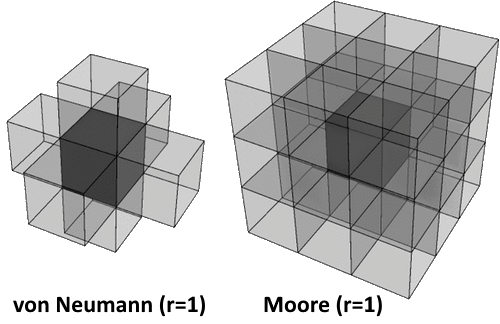 von Neumann (r=1) Moore (r=1)